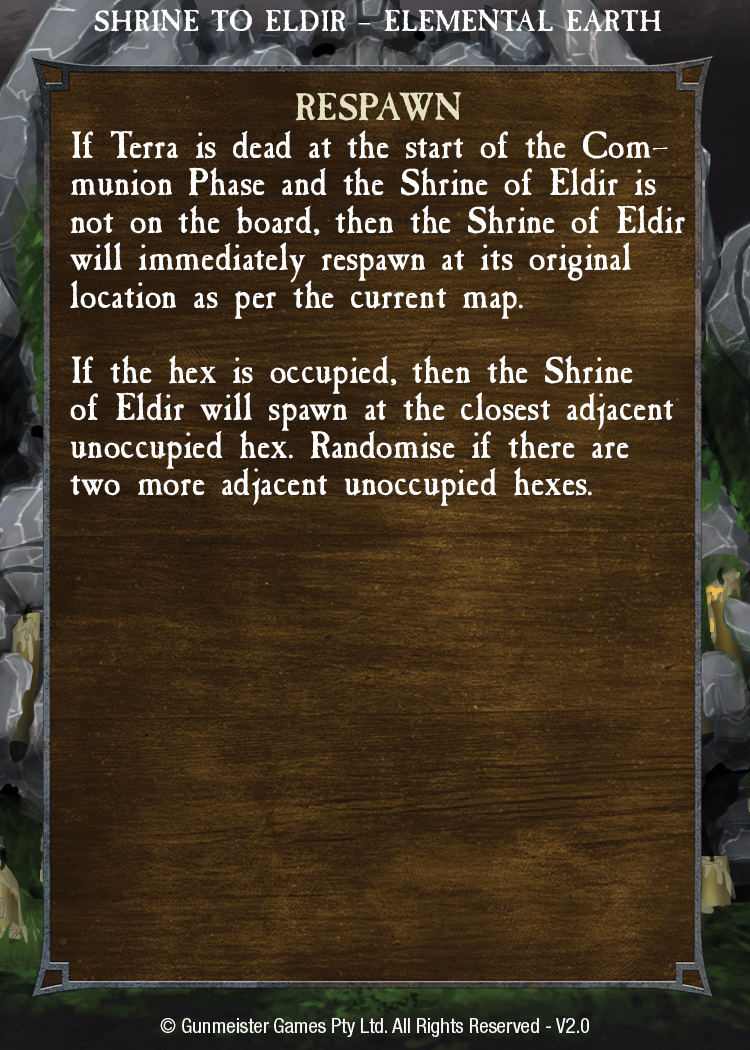 SHRINE TO ELDIR – ELEMENTAL EARTH
RESPAWN
If Terra is dead at the start of the Com-
munion Phase and the Shrine of Eldir is
not on the board, then the Shrine of Eldir
will immediately respawn at its original
location as per the current map.
If the hex is occupied, then the Shrine
of Eldir will spawn at the closest adjacent
unoccupied hex. Randomise if there are
two more adjacent unoccupied hexes.
© Gunmeister Games Pty Ltd. All Rights Reserved - V2.0